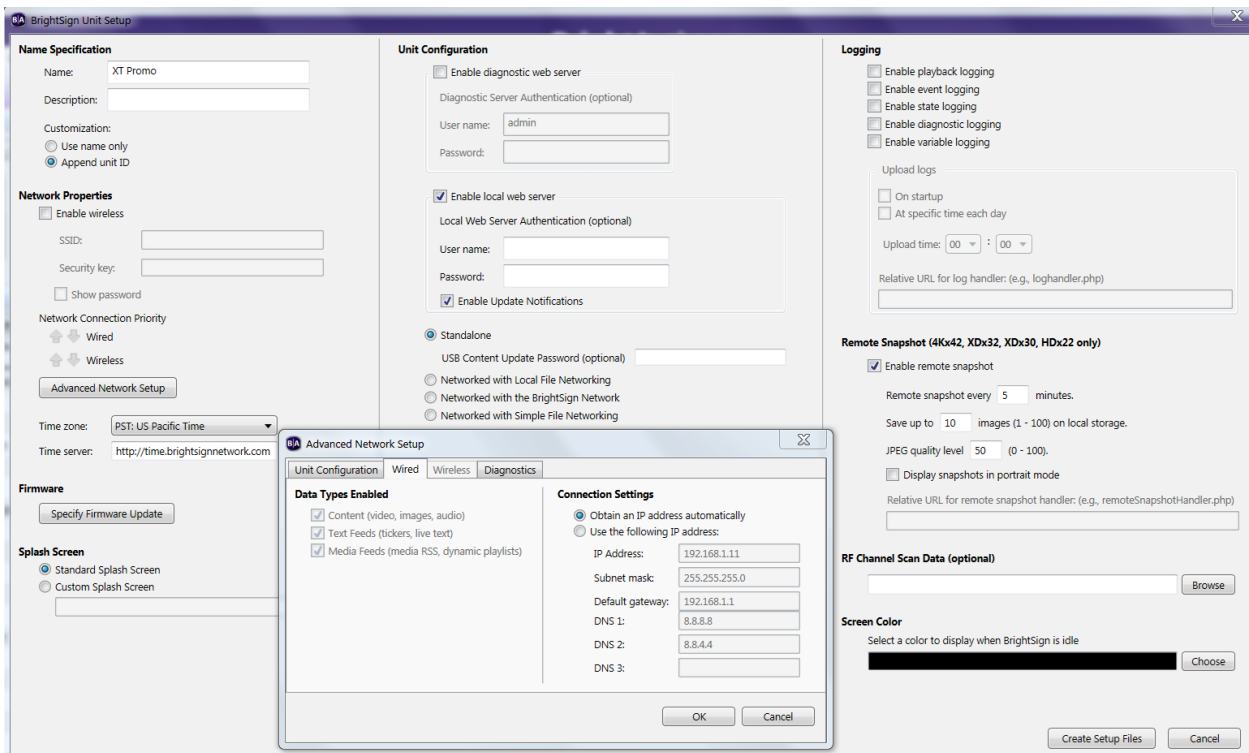 BrightSign Unit Setup
Name Specification
Name: XT Promo
Description:
Customization:
Use name only
Append unit ID
Network Properties
Enable wireless
SSID:
Security key:
Show password
Network Connection Priority
Wired
Wireless
Advanced Network Setup
Time zone: PST: US Pacific Time
Time server: http://time.brightsignnetwork.com
Firmware
Specify Firmware Update
Splash Screen
Standard Splash Screen
Custom Splash Screen
Unit Configuration
Enable diagnostic web server
Diagnostic Server Authentication (optional)
User name: admin
Password:
Enable local web server
Local Web Server Authentication (optional)
User name:
Password:
Enable Update Notifications
Standalone
USB Content Update Password (optional)
Networked with Local File Networking
Networked with the BrightSign Network
Networked with Simple File Networking
BA Advanced Network Setup
Unit Configuration Wired Wireless Diagnostics
Data Types Enabled
Content (video, images, audio)
Text Feeds (tickers, live text)
Media Feeds (media RSS, dynamic playlists)
Connection Settings
Obtain an IP address automatically
Use the following IP address:
IP Address: 192.168.1.11
Subnet mask: 255.255.255.0
Default gateway: 192.168.1.1
DNS 1: 8.8.8.8
DNS 2: 8.8.4.4
DNS 3:
OK Cancel
Logging
Enable playback logging
Enable event logging
Enable state logging
Enable diagnostic logging
Enable variable logging
Upload logs
On startup
At specific time each day
Upload time: 00 : 00
Relative URL for log handler: (e.g., loghandler.php)
Remote Snapshot (4Kx42, XDx32, XDx30, HDx22 only)
Enable remote snapshot
Remote snapshot every 5 minutes.
Save up to 10 images (1 - 100) on local storage.
JPEG quality level 50 (0 - 100).
Display snapshots in portrait mode
Relative URL for remote snapshot handler: (e.g., remoteSnapshotHandler.php)
RF Channel Scan Data (optional)
Browse
Screen Color
Select a color to display when BrightSign is idle
Choose
Create Setup Files Cancel